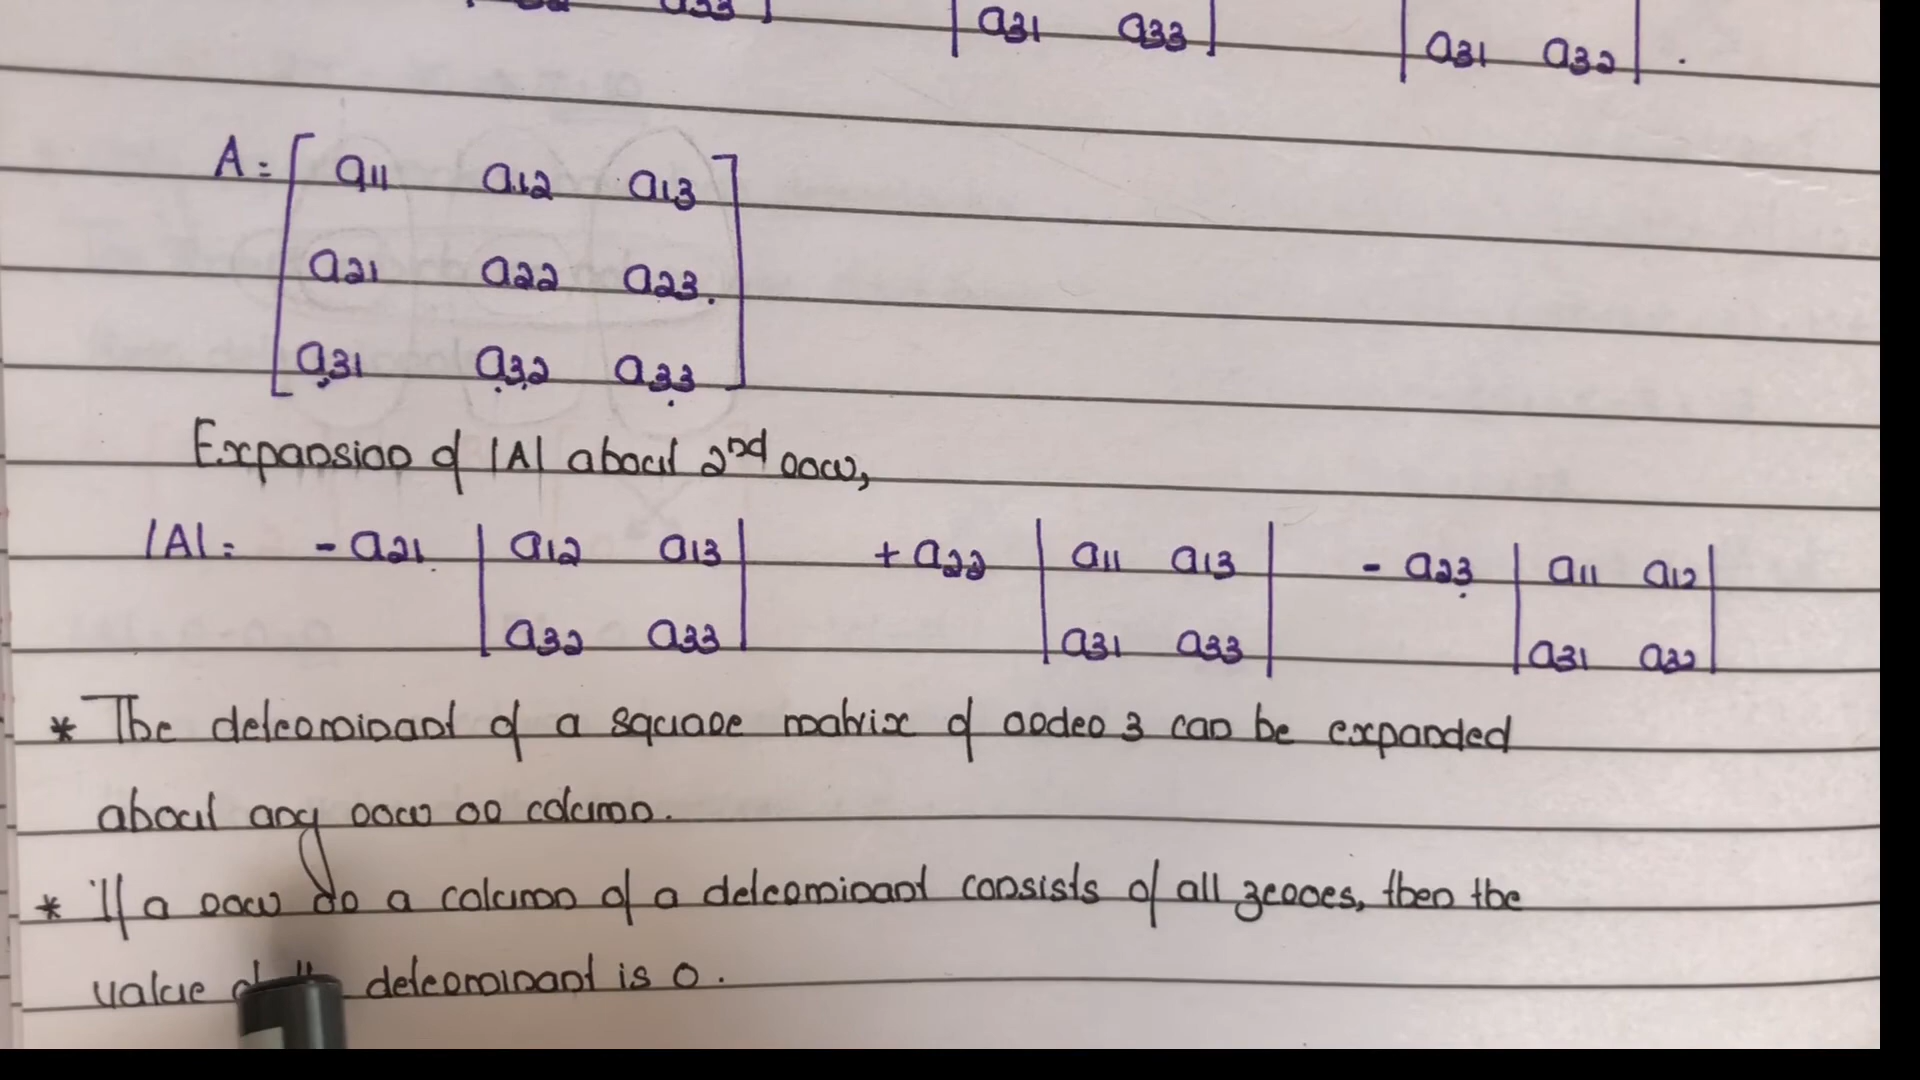 a33 | | a31 a33 | | a31 a32 | .
A = [ a11 a12 a13 ]
[ a21 a22 a23. ]
[ a31 a32 a33 ]
Expansion of |A| about 2nd row,
|A| = - a21 | a12 a13 | + a22 | a11 a13 | - a23 | a11 a12 |
| a32 a33 | | a31 a33 | | a31 a32 |
* The determinant of a square matrix of order 3 can be expanded
about any row or column.
* If a row or a column of a determinant consists of all zeroes, then the
value determinant is 0.